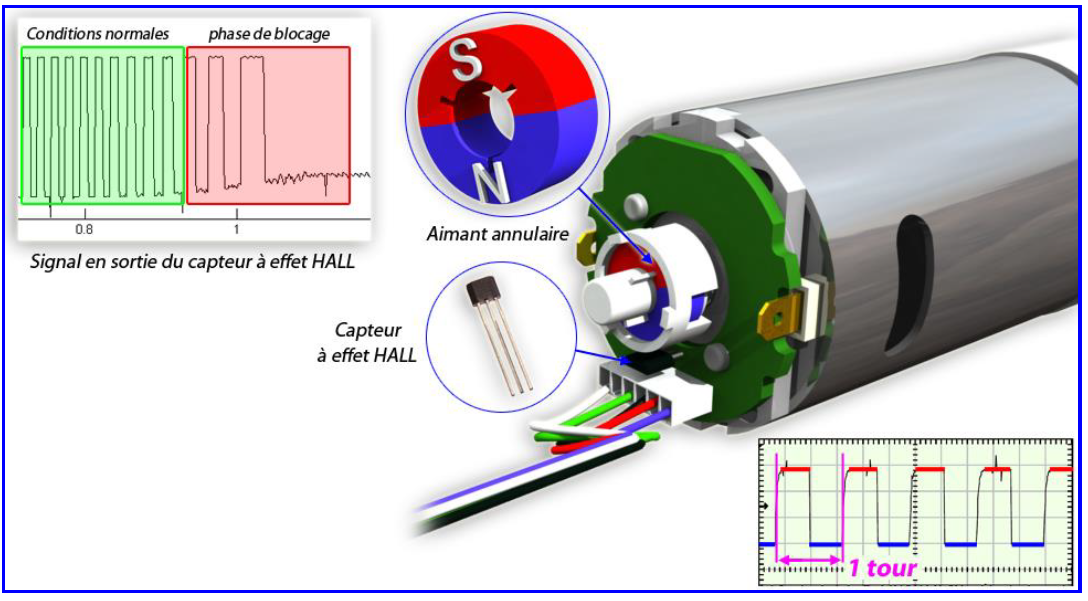 Conditions normales
phase de blocage
0.8
1
Signal en sortie du capteur à effet HALL
S
N
Aimant annulaire
Capteur
à effet HALL
1 tour